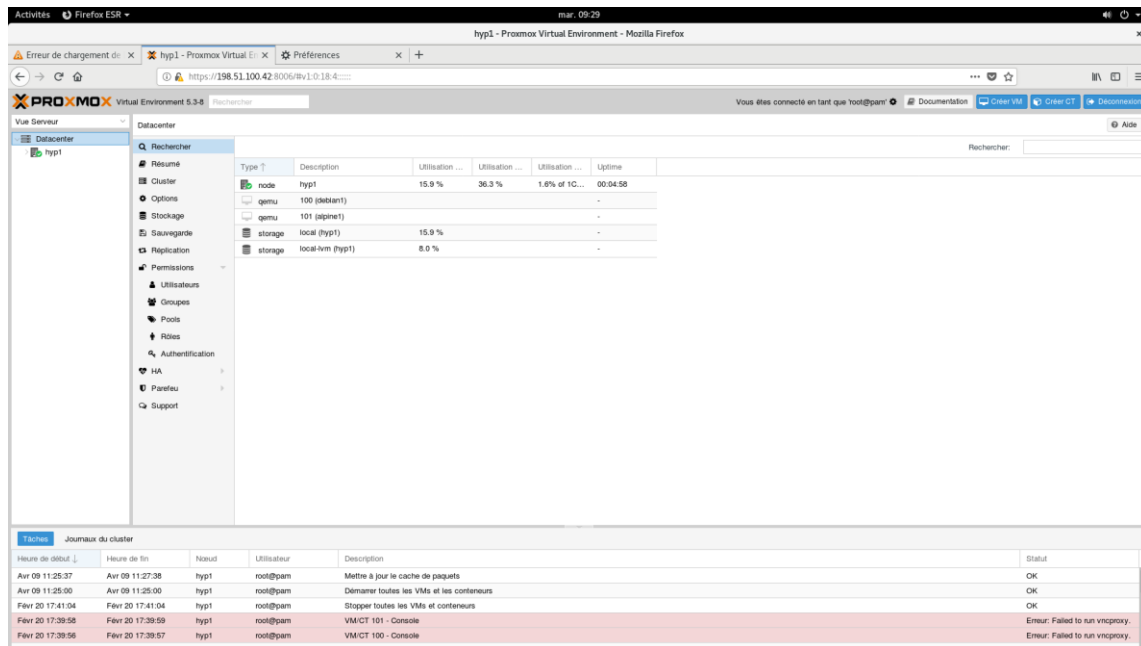 Activités Firefox ESR mar. 09:29
hyp1 - Proxmox Virtual Environment - Mozilla Firefox
Erreur de chargement de hyp1 - Proxmox Virtual En Préférences
https://198.51.100.42:8006/#v1:0:18:4::::::
PROXMOX Virtual Environment 5.3-8 Rechercher Vous êtes connecté en tant que 'root@pam' Documentation Créer VM Créer CT Déconnexion
Vue Serveur Datacenter Aide
Datacenter
hyp1
Rechercher
Résumé
Cluster
Options
Stockage
Sauvegarde
Réplication
Permissions
Utilisateurs
Groupes
Pools
Rôles
Authentification
HA
Parefeu
Support
Rechercher:
Type ↑ Description Utilisation ... Utilisation ... Utilisation ... Uptime
node hyp1 15.9 % 36.3 % 1.6% of 1C... 00:04:58
qemu 100 (debian1) -
qemu 101 (alpine1) -
storage local (hyp1) 15.9 % -
storage local-lvm (hyp1) 8.0 % -
Tâches Journaux du cluster
Heure de début ↓ Heure de fin Nœud Utilisateur Description Statut
Avr 09 11:25:37 Avr 09 11:27:38 hyp1 root@pam Mettre à jour le cache de paquets OK
Avr 09 11:25:00 Avr 09 11:25:00 hyp1 root@pam Démarrer toutes les VMs et les conteneurs OK
Févr 20 17:41:04 Févr 20 17:41:04 hyp1 root@pam Stopper toutes les VMs et conteneurs OK
Févr 20 17:39:58 Févr 20 17:39:59 hyp1 root@pam VM/CT 101 - Console Erreur: Failed to run vncproxy.
Févr 20 17:39:56 Févr 20 17:39:57 hyp1 root@pam VM/CT 100 - Console Erreur: Failed to run vncproxy.